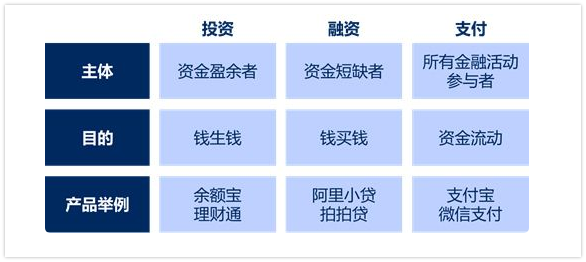 投资 融资 支付
主体 资金盈余者 资金短缺者 所有金融活动
参与者
目的 钱生钱 钱买钱 资金流动
产品举例 余额宝 阿里小贷 支付宝
理财通 拍拍贷 微信支付